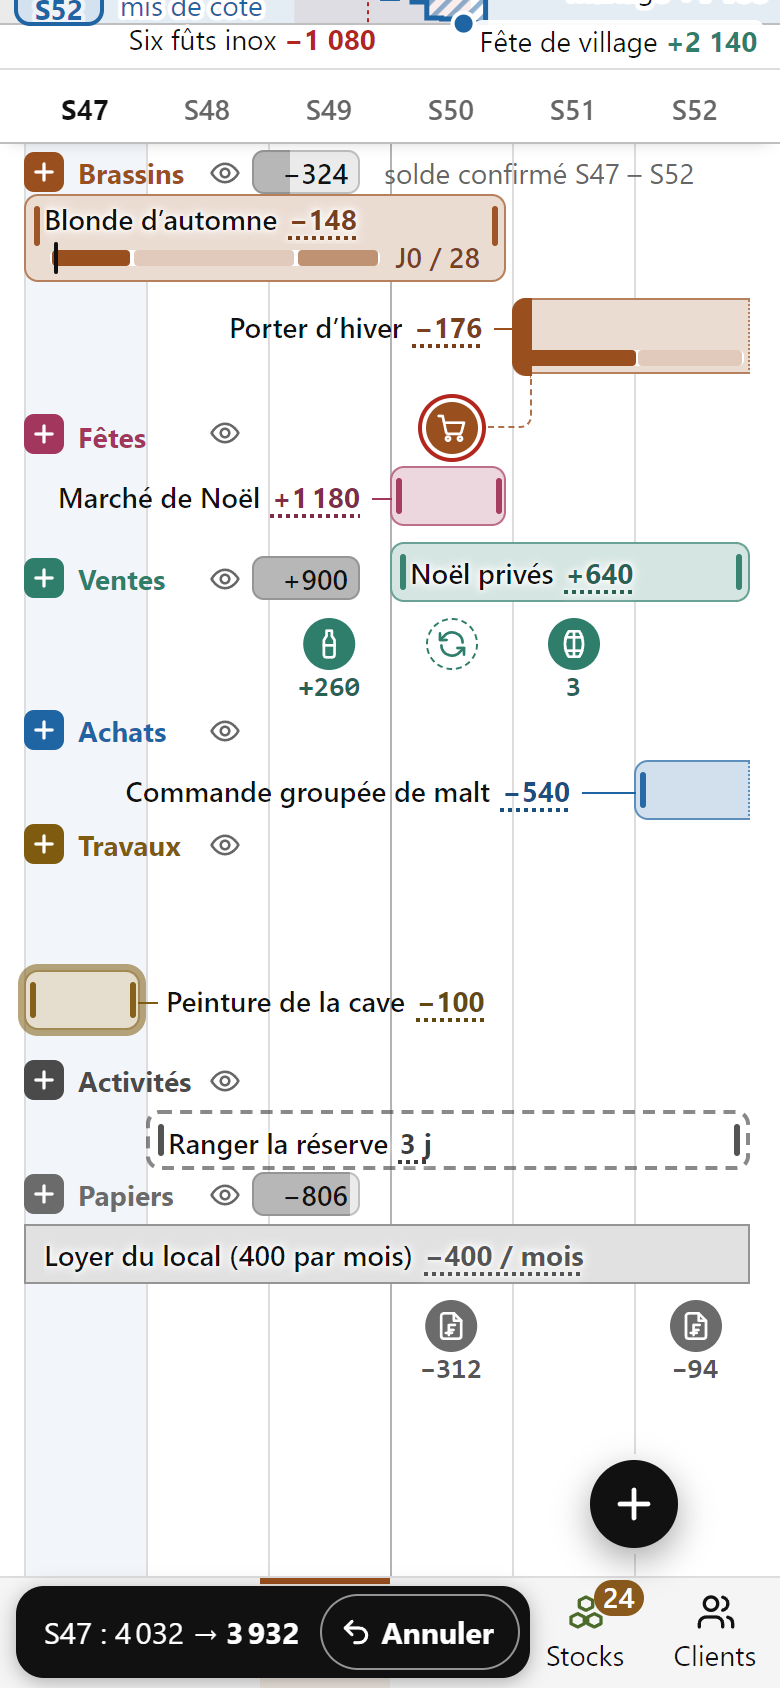 S52 mis de côté
Six fûts inox −1 080
Fête de village +2 140
S47 S48 S49 S50 S51 S52
Brassins −324 solde confirmé S47 – S52
Blonde d’automne −148
J0 / 28
Porter d’hiver −176
Fêtes
Marché de Noël +1 180
Ventes +900 Noël privés +640
+260 3
Achats
Commande groupée de malt −540
Travaux
Peinture de la cave −100
Activités
Ranger la réserve 3 j
Papiers −806
Loyer du local (400 par mois) −400 / mois
−312 −94
24
S47 : 4 032 → 3 932 Annuler Stocks Clients